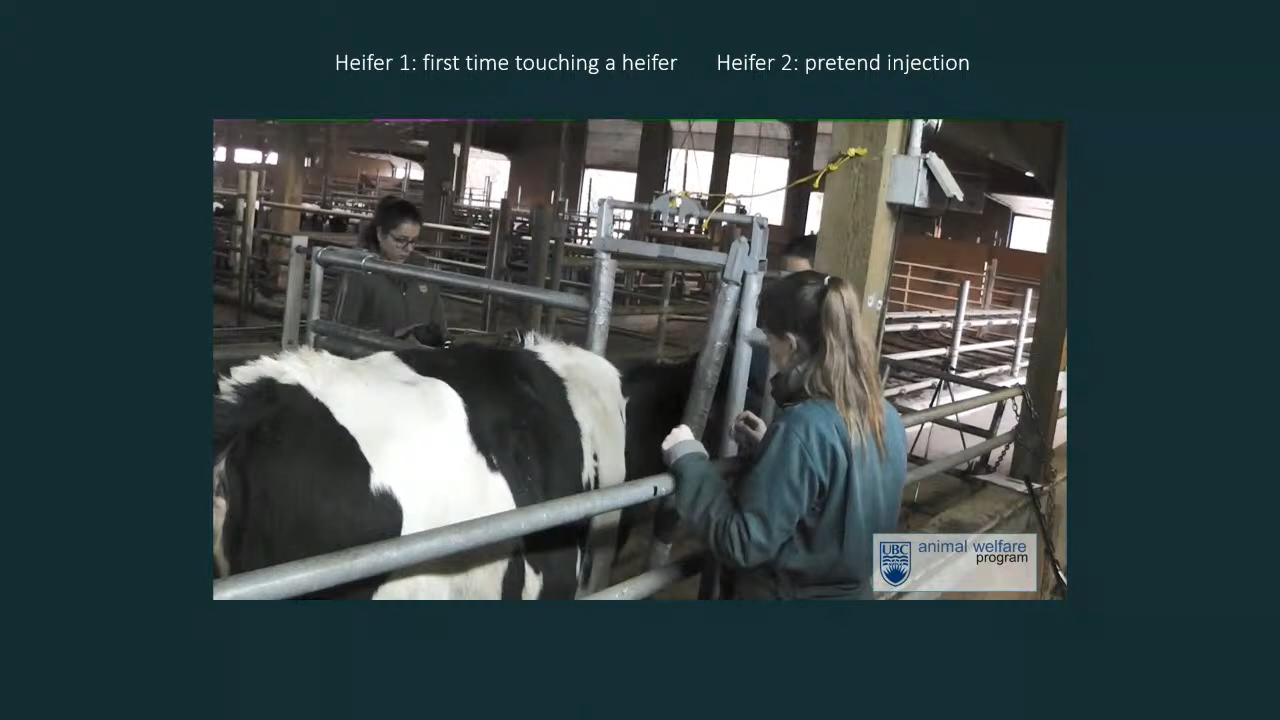 Heifer 1: first time touching a heifer Heifer 2: pretend injection
UBC animal welfare
program